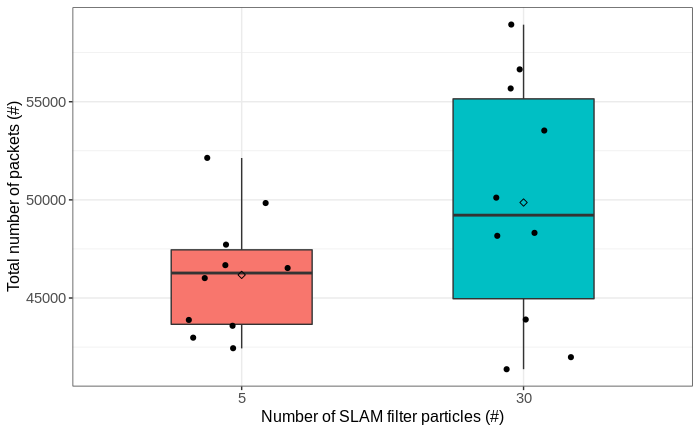 Total number of packets (#)
55000
50000
45000
5
30
Number of SLAM filter particles (#)